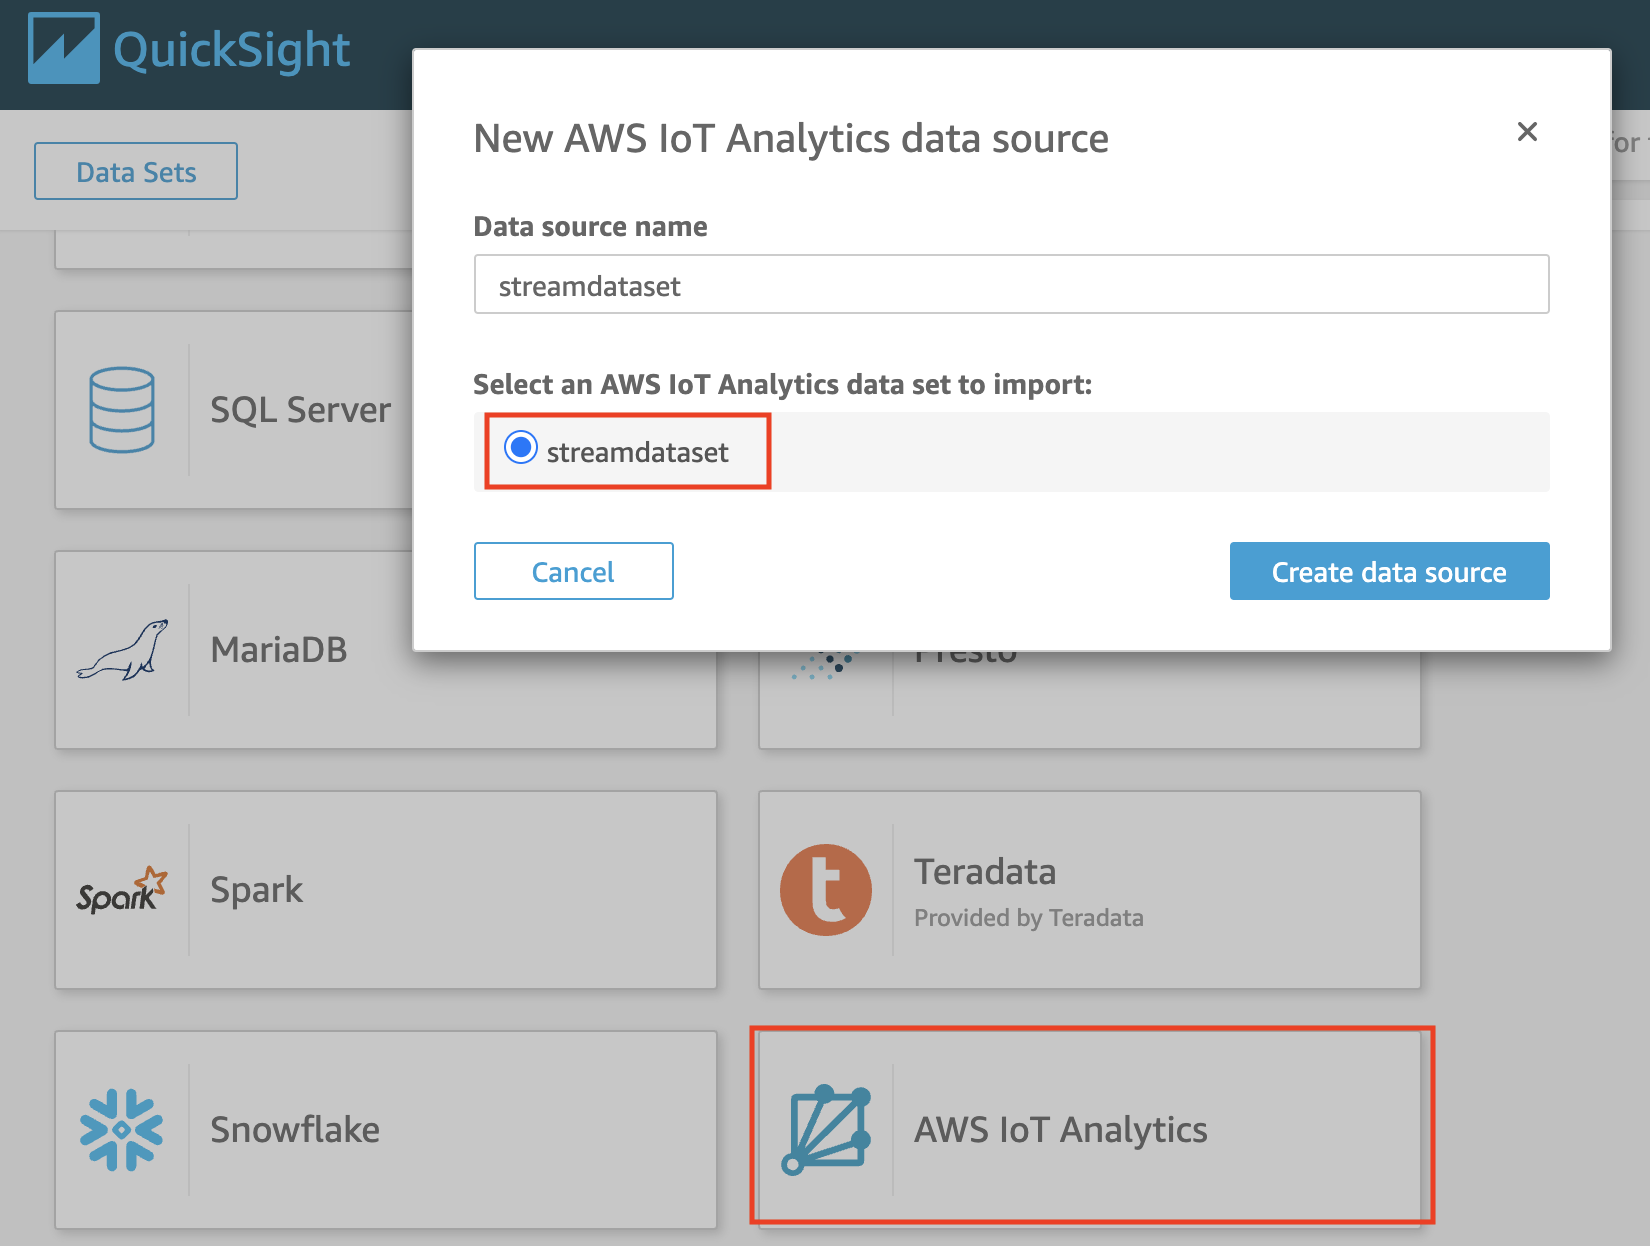 QuickSight
New AWS IoT Analytics data source
for
Data Sets
Data source name
streamdataset
Select an AWS IoT Analytics data set to import:
streamdataset
Cancel
Create data source
SQL Server
MariaDB
Presto
Spark
Spark
Teradata
Provided by Teradata
Snowflake
AWS IoT Analytics